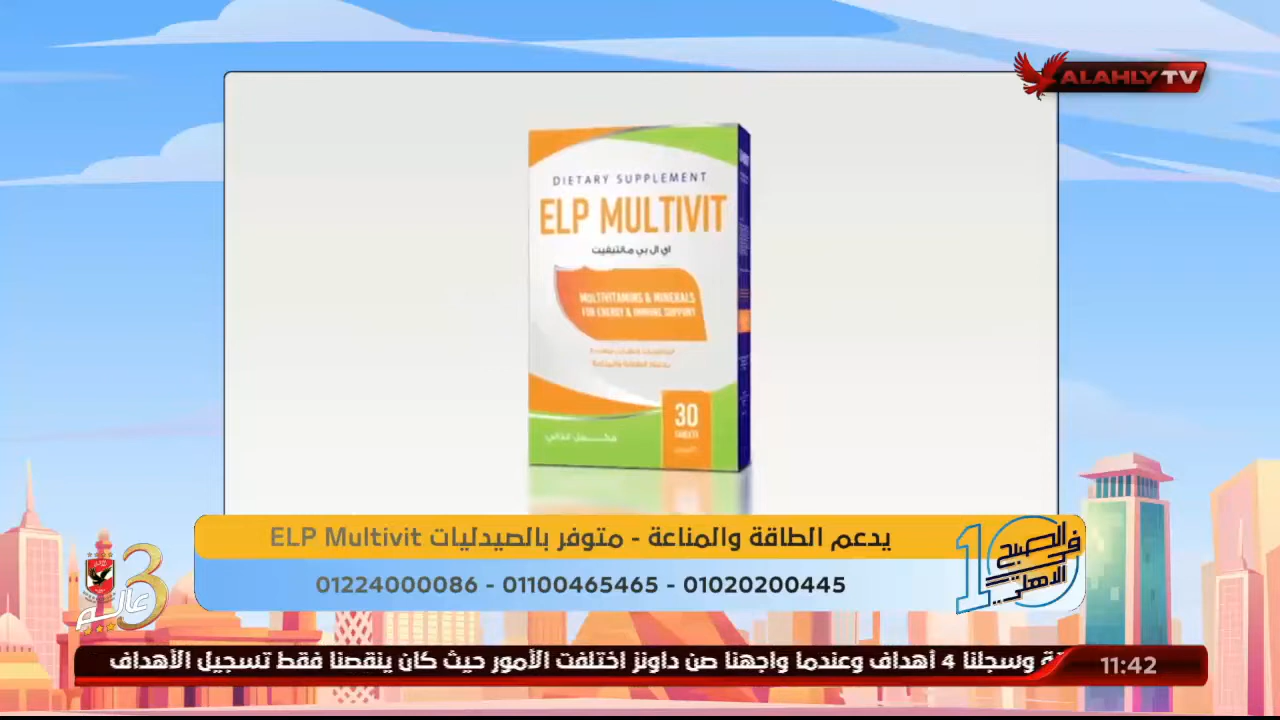 ALAHLY TV
DIETARY SUPPLEMENT
ELP MULTIVIT
اي ال بي مالتيفيت
MULTIVITAMINS & MINERALS
FOR ENERGY & IMMUNE SUPPORT
30
TABLETS
مكمل غذائي
يدعم الطاقة والمناعة - متوفر بالصيدليات ELP Multivit
01224000086 - 01100465465 - 01020200445
10
الصبح
في
الأهلي
3
عالم
وسجلنا 4 أهداف وعندما واجهنا صن داونز اختلفت الأمور حيث كان ينقصنا فقط تسجيل الأهداف
11:42